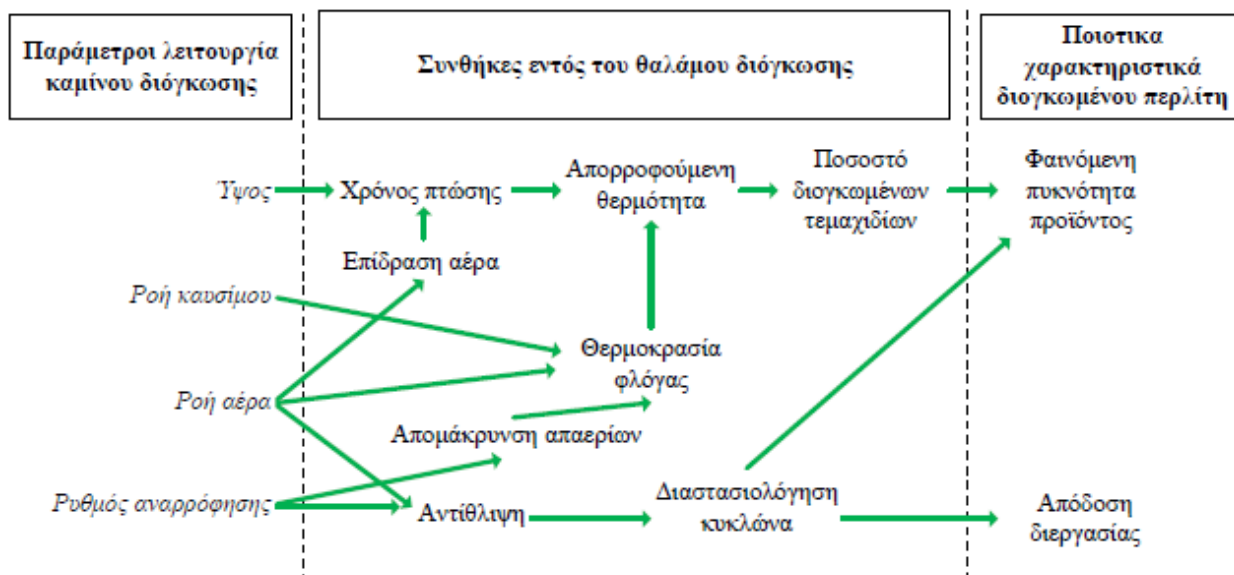 Παράμετροι λειτουργία
καμίνου διόγκωσης
Συνθήκες εντός του θαλάμου διόγκωσης
Ποιοτικα
χαρακτηριστικά
διογκωμένου περλίτη
Ύψος
Χρόνος πτώσης
Απορροφούμενη
θερμότητα
Ποσοστό
διογκωμένων
τεμαχιδίων
Φαινόμενη
πυκνότητα
προϊόντος
Επίδραση αέρα
Ροή καυσίμου
Θερμοκρασία
φλόγας
Ροή αέρα
Απομάκρυνση απαερίων
Ρυθμός αναρρόφησης
Αντίθλιψη
Διαστασιολόγηση
κυκλώνα
Απόδοση
διεργασίας